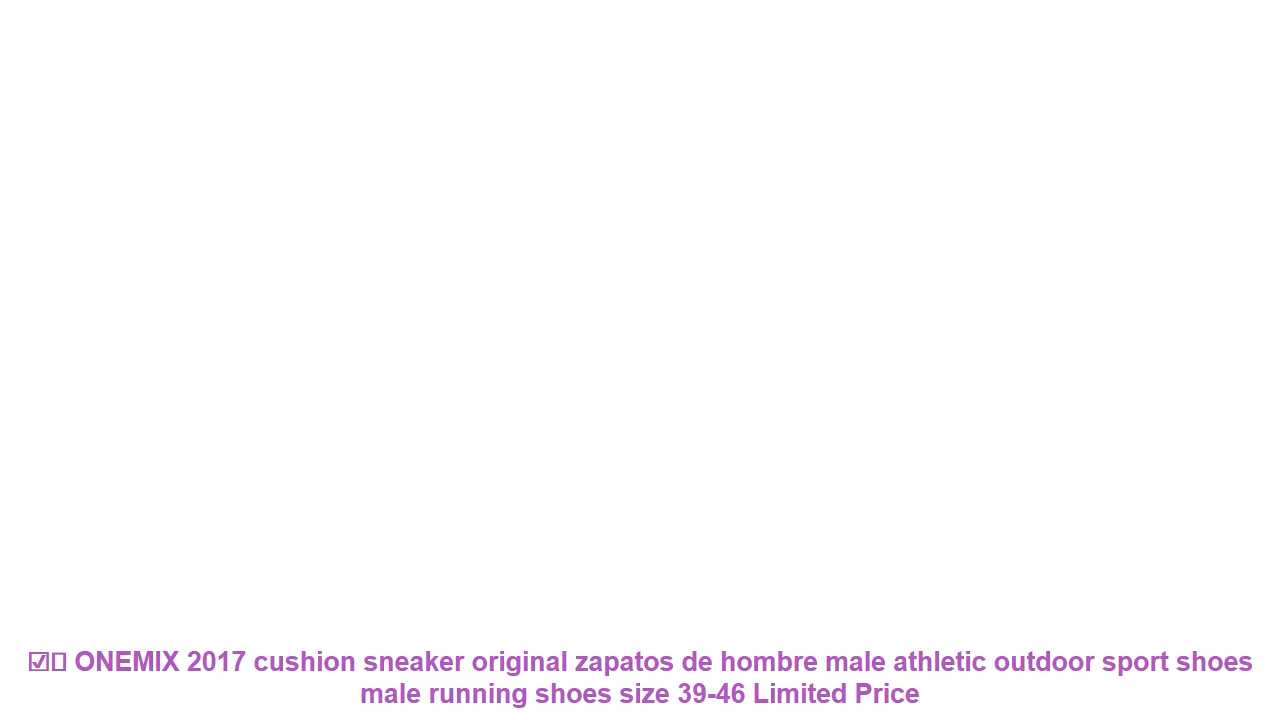 ☑ ONEMIX 2017 cushion sneaker original zapatos de hombre male athletic outdoor sport shoes
male running shoes size 39-46 Limited Price